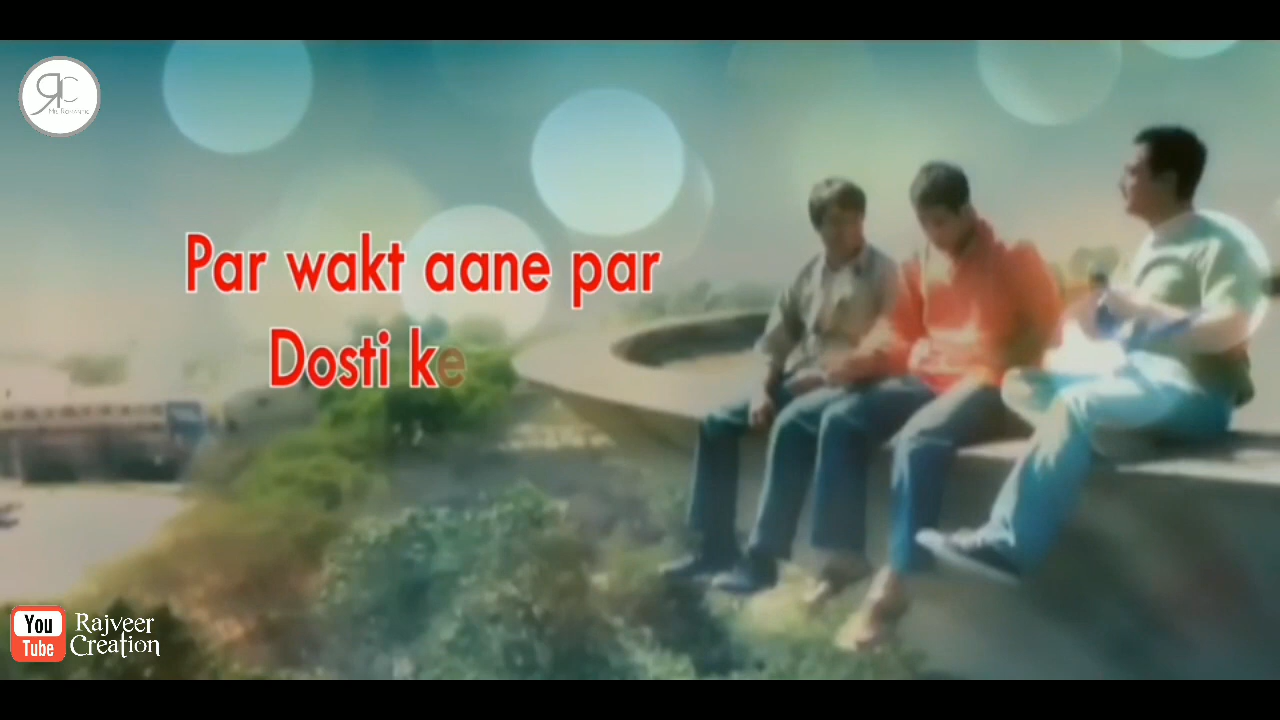 Par wakt aane par
Dosti ke
You
Tube
Rajveer
Creation